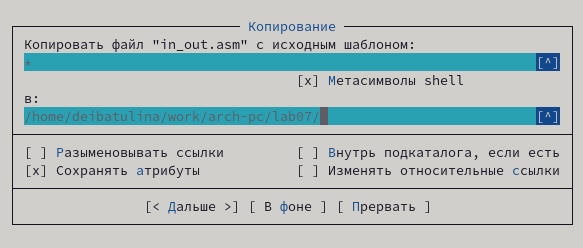 Копирование
Копировать файл "in_out.asm" с исходным шаблоном:
* [^]
[x] Метасимволы shell
в:
/home/deibatulina/work/arch-pc/lab07/ [^]
[ ] Разыменовывать ссылки [ ] Внутрь подкаталога, если есть
[x] Сохранять атрибуты [ ] Изменять относительные ссылки
[< Дальше >] [ В фоне ] [ Прервать ]